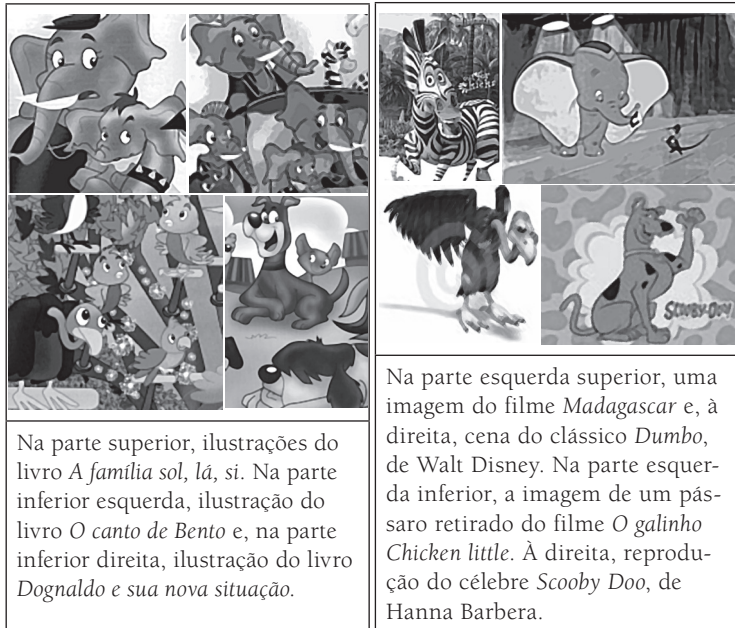 SCOOBY-DOO!
Na parte superior, ilustrações do
livro A família sol, lá, si. Na parte
inferior esquerda, ilustração do
livro O canto de Bento e, na parte
inferior direita, ilustração do livro
Dognaldo e sua nova situação.
Na parte esquerda superior, uma
imagem do filme Madagascar e, à
direita, cena do clássico Dumbo,
de Walt Disney. Na parte esquer-
da inferior, a imagem de um pás-
saro retirado do filme O galinho
Chicken little. À direita, reprodu-
ção do célebre Scooby Doo, de
Hanna Barbera.